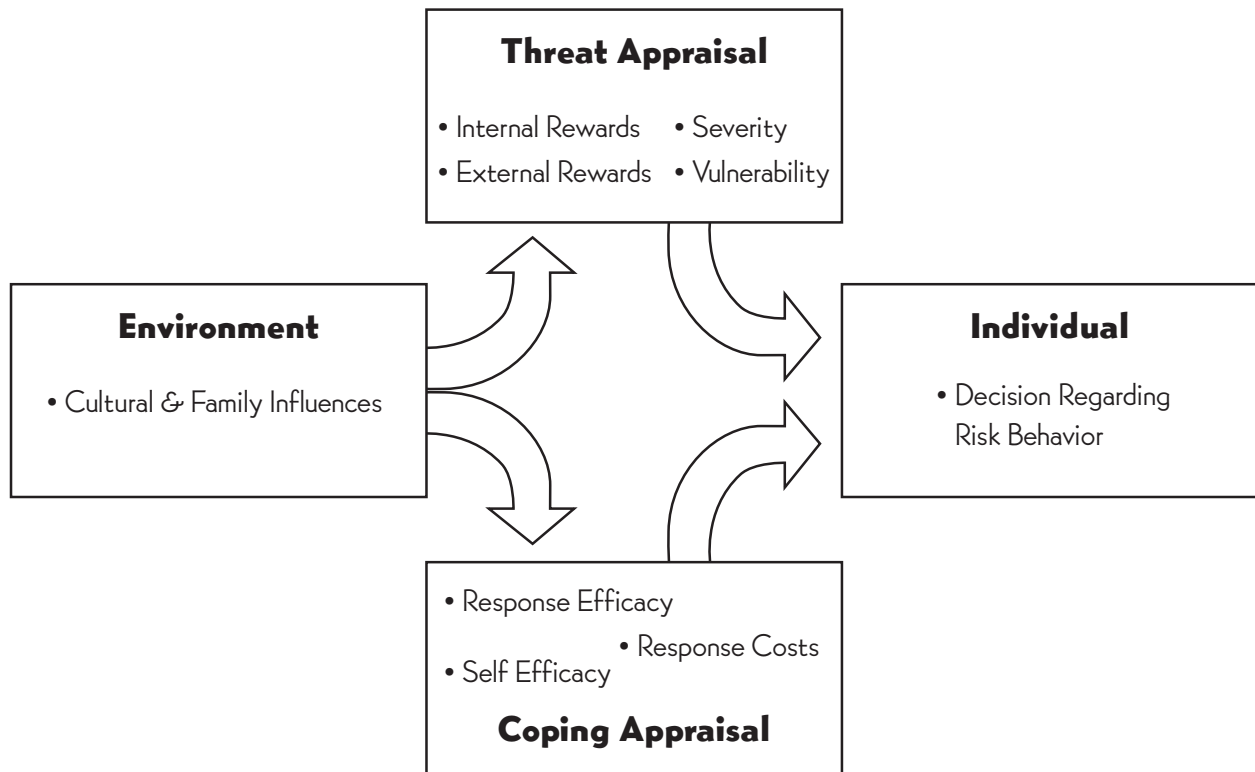 Threat Appraisal
• Internal Rewards
• Severity
• External Rewards
• Vulnerability
Environment
• Cultural & Family Influences
Individual
• Decision Regarding
Risk Behavior
• Response Efficacy
• Response Costs
• Self Efficacy
Coping Appraisal